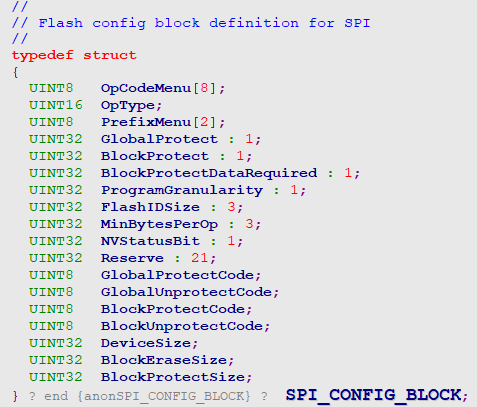 //
// Flash config block definition for SPI
//
typedef struct
{
UINT8 OpCodeMenu[8];
UINT16 OpType;
UINT8 PrefixMenu[2];
UINT32 GlobalProtect : 1;
UINT32 BlockProtect : 1;
UINT32 BlockProtectDataRequired : 1;
UINT32 ProgramGranularity : 1;
UINT32 FlashIDSize : 3;
UINT32 MinBytesPerOp : 3;
UINT32 NVStatusBit : 1;
UINT32 Reserve : 21;
UINT8 GlobalProtectCode;
UINT8 GlobalUnprotectCode;
UINT8 BlockProtectCode;
UINT8 BlockUnprotectCode;
UINT32 DeviceSize;
UINT32 BlockEraseSize;
UINT32 BlockProtectSize;
} ? end {anonSPI_CONFIG_BLOCK} ? SPI_CONFIG_BLOCK;